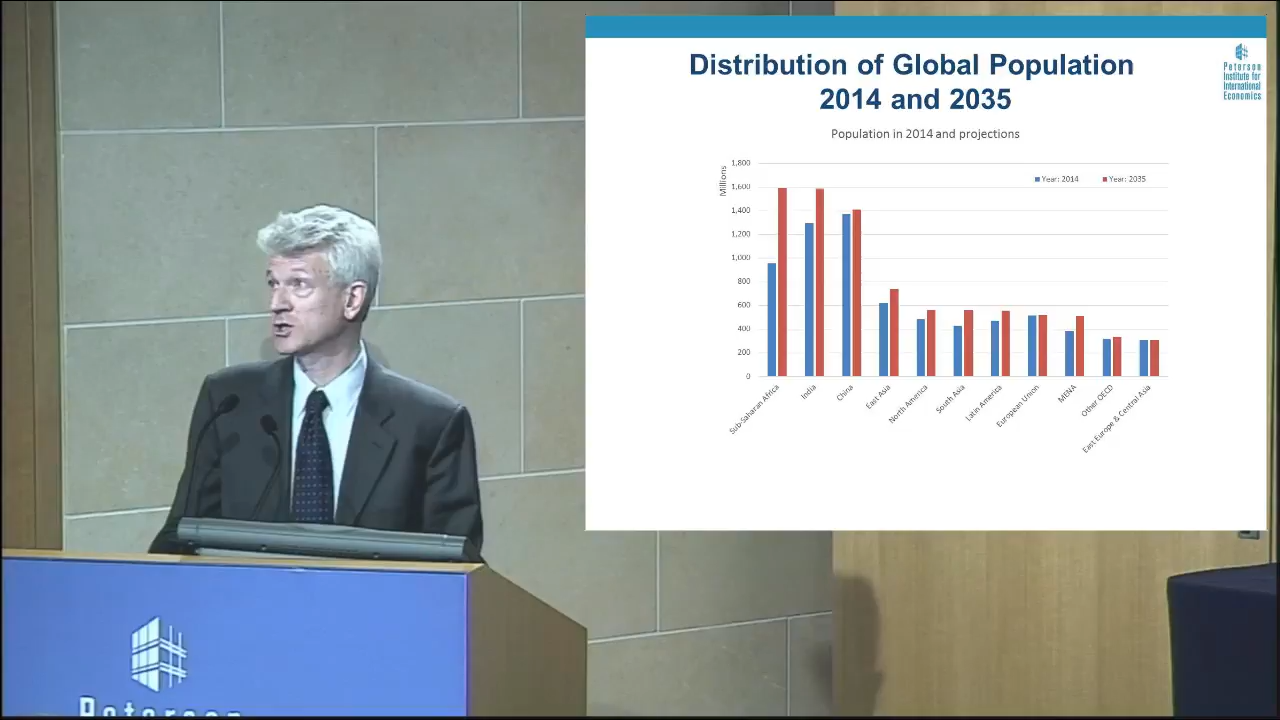 Distribution of Global Population
2014 and 2035
Peterson
Institute for
International
Economics
Population in 2014 and projections
Millions
1,800
1,600
1,400
1,200
1,000
800
600
400
200
0
Year: 2014
Year: 2035
Sub-Saharan Africa
India
China
East Asia
North America
South Asia
Latin America
European Union
MENA
Other OECD
East Europe & Central Asia
Peterson